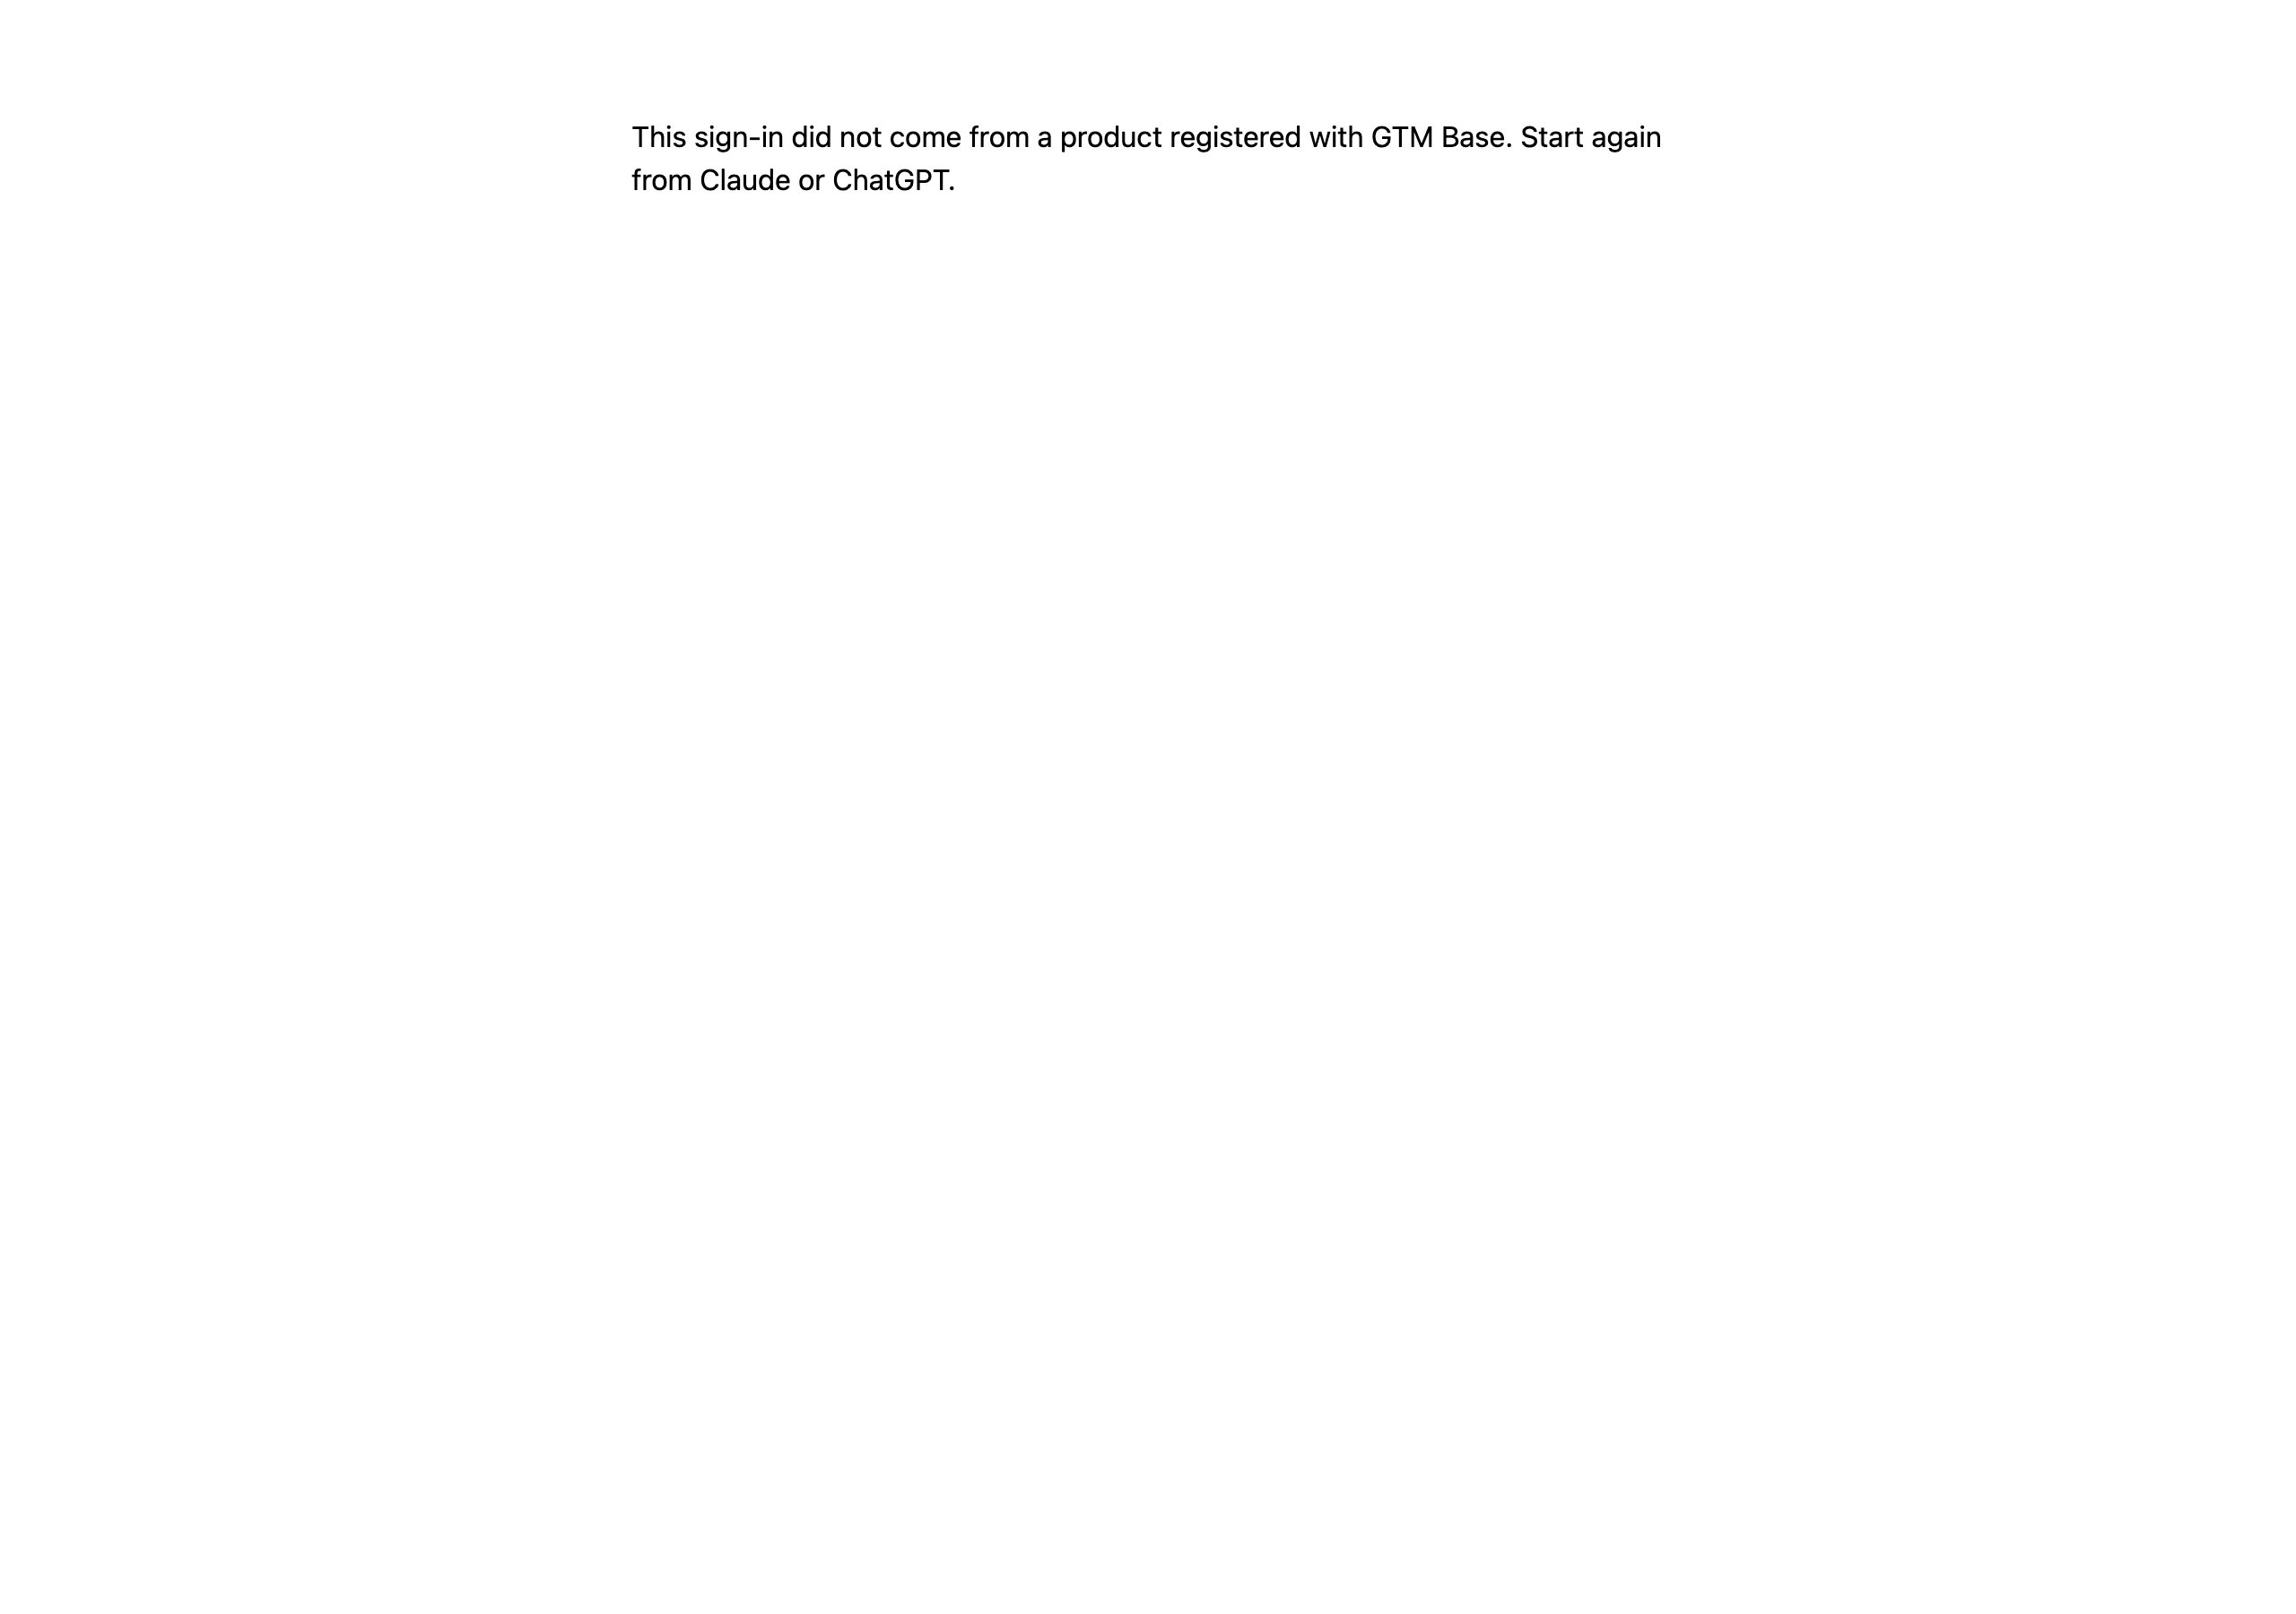 This sign-in did not come from a product registered with GTM Base. Start again
from Claude or ChatGPT.